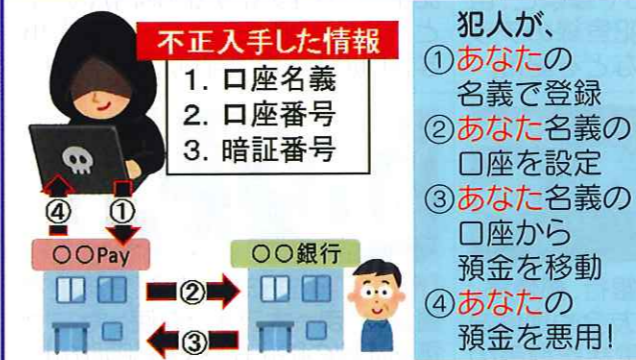 不正入手した情報
1. 口座名義
2. 口座番号
3. 暗証番号
④
①
○○Pay
○○銀行
②
③
犯人が、
①あなたの
名義で登録
②あなた名義の
口座を設定
③あなた名義の
口座から
預金を移動
④あなたの
預金を悪用!